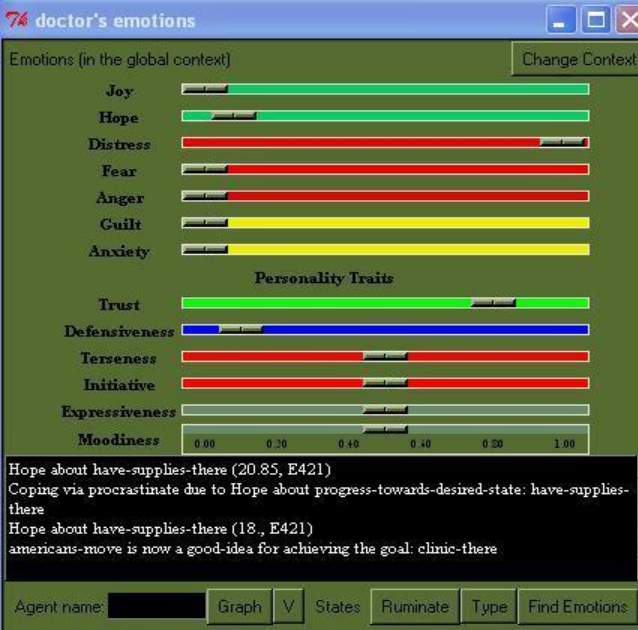 doctor's emotions
Emotions (in the global context)
Change Context
Joy
Hope
Distress
Fear
Anger
Guilt
Anxiety
Personality Traits
Trust
Defensiveness
Terseness
Initiative
Expressiveness
Moodiness
0.00 0.20 0.40 0.80 1.00
Hope about have-supplies-there (20.85, E421)
Coping via procrastinate due to Hope about progress-towards-desired-state: have-supplies-
there
Hope about have-supplies-there (18., E421)
americans-move is now a good-idea for achieving the goal: clinic-there
Agent name: Graph V States Ruminate Type Find Emotions